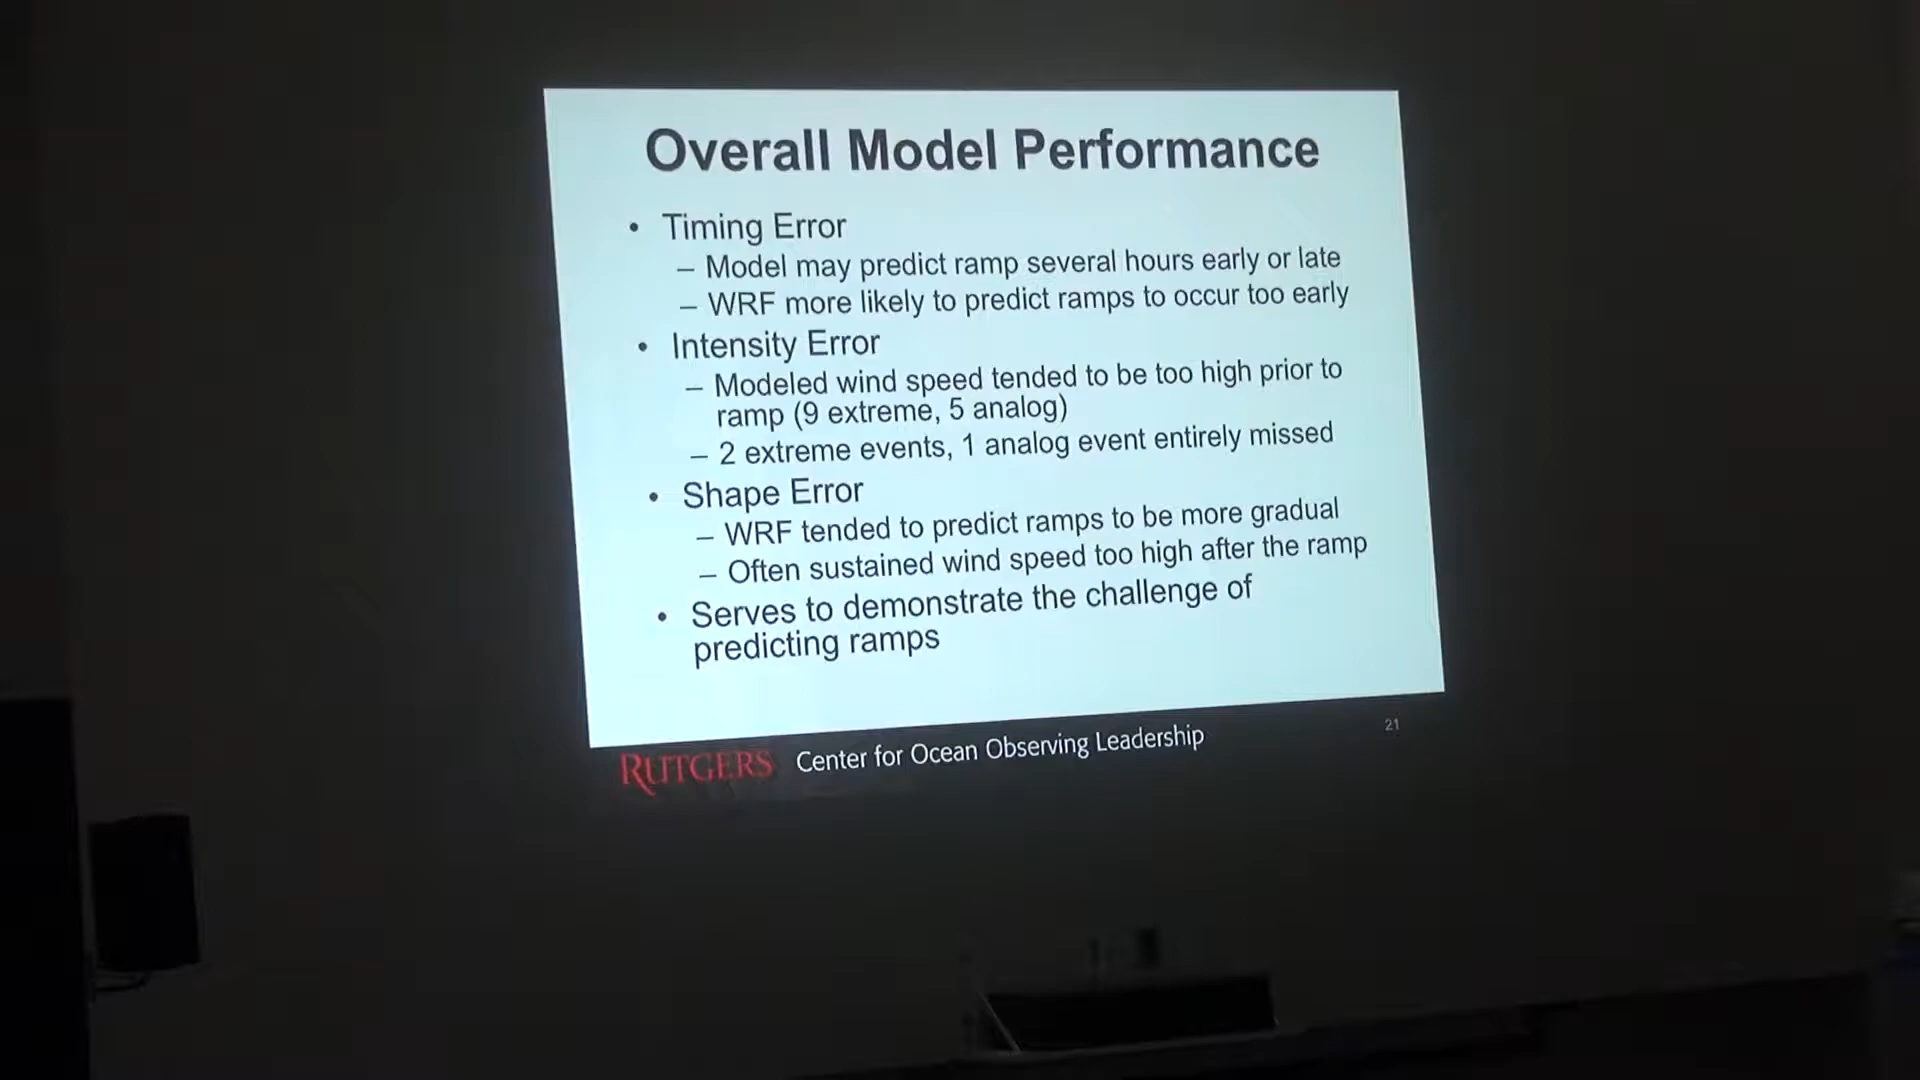 Overall Model Performance
• Timing Error
– Model may predict ramp several hours early or late
– WRF more likely to predict ramps to occur too early
• Intensity Error
– Modeled wind speed tended to be too high prior to
ramp (9 extreme, 5 analog)
– 2 extreme events, 1 analog event entirely missed
• Shape Error
– WRF tended to predict ramps to be more gradual
– Often sustained wind speed too high after the ramp
• Serves to demonstrate the challenge of
predicting ramps
RUTGERS Center for Ocean Observing Leadership
21